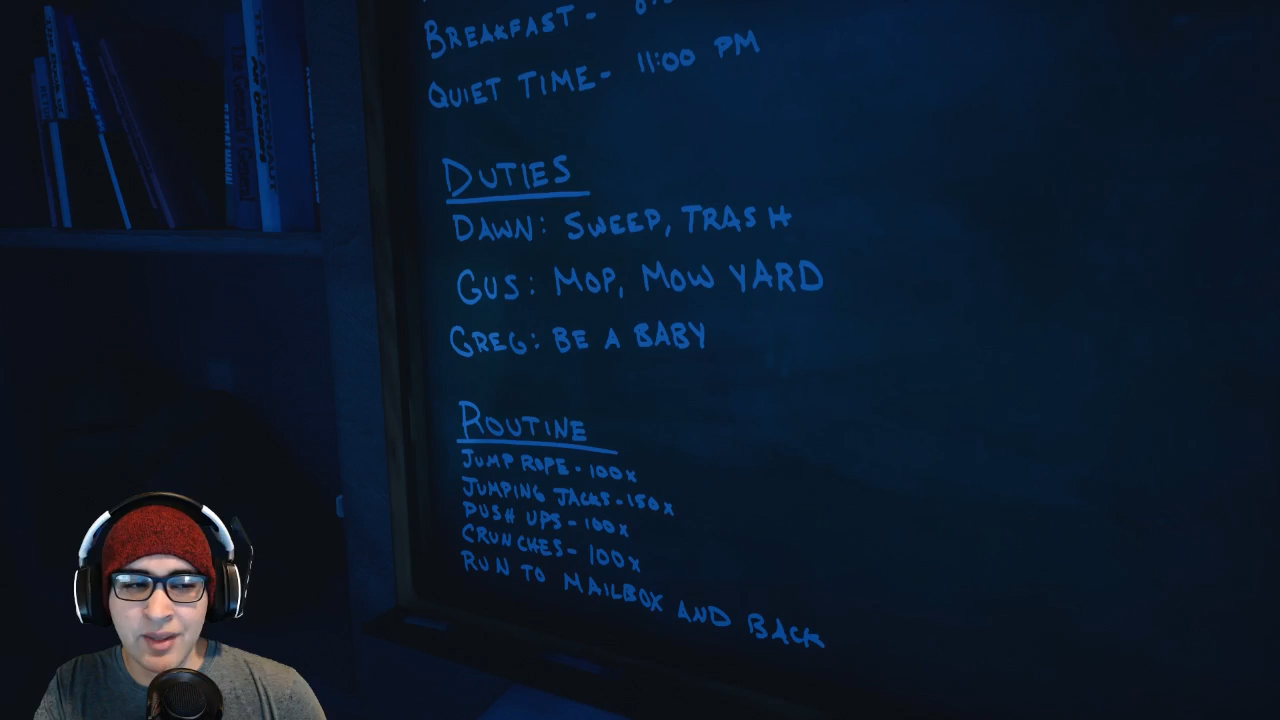 BREAKFAST -
QUIET TIME - 11:00 PM
DUTIES
DAWN: SWEEP, TRASH
GUS: MOP, MOW YARD
GREG: BE A BABY
ROUTINE
JUMP ROPE - 100X
JUMPING JACKS - 150X
PUSH UPS - 100X
CRUNCHES - 100X
RUN TO MAILBOX AND BACK